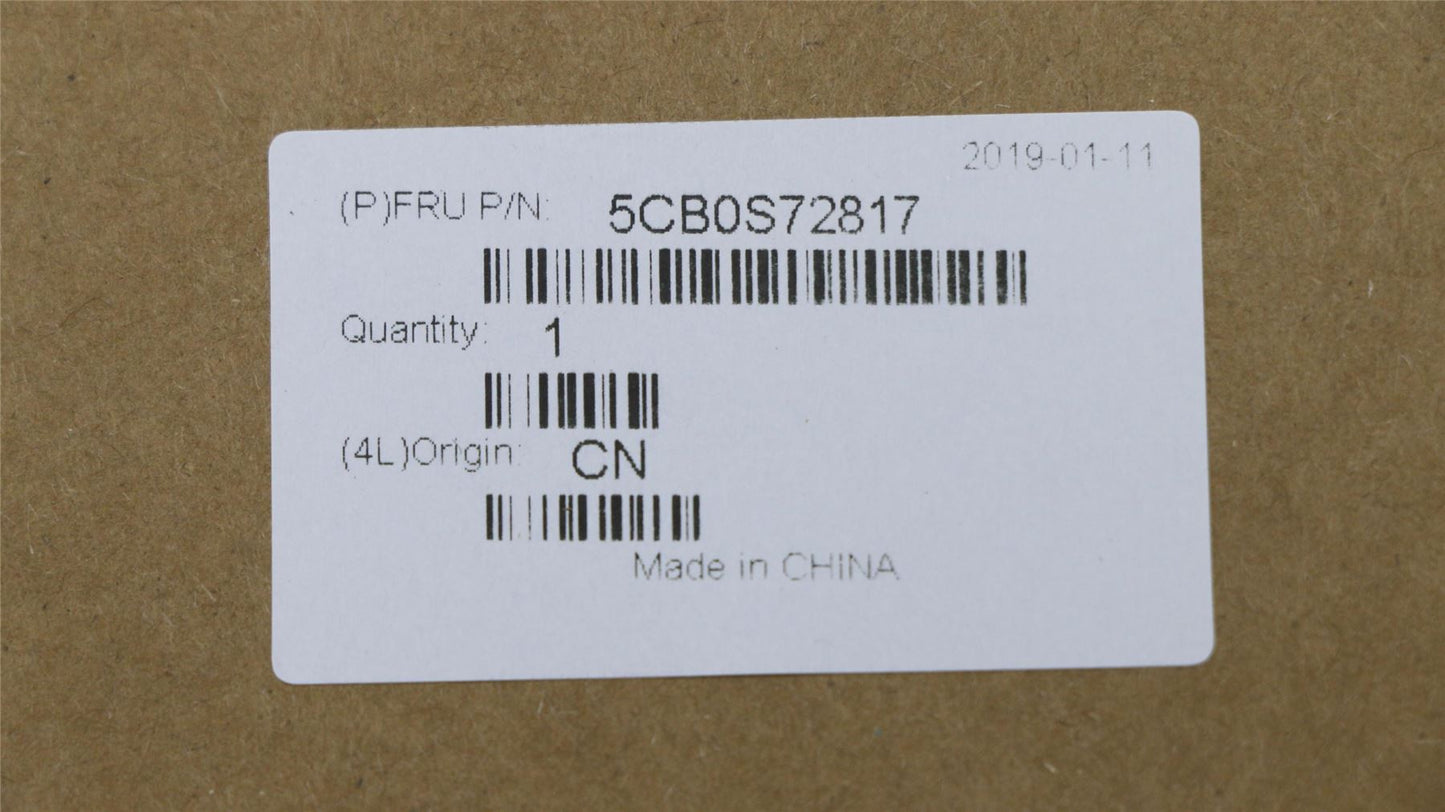 2019-01-11
(P)FRU P/N: 5CB0S72817
Quantity: 1
(4L)Origin: CN
Made in CHINA